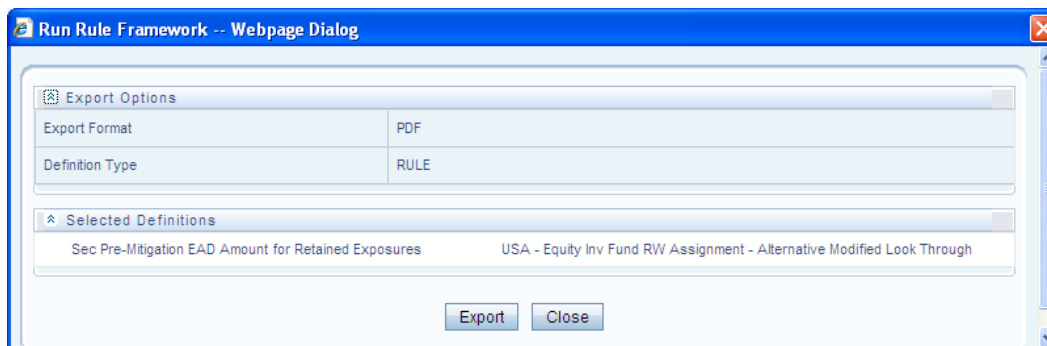 Run Rule Framework -- Webpage Dialog
Export Options
Export Format PDF
Definition Type RULE
Selected Definitions
Sec Pre-Mitigation EAD Amount for Retained Exposures USA - Equity Inv Fund RW Assignment - Alternative Modified Look Through
Export Close